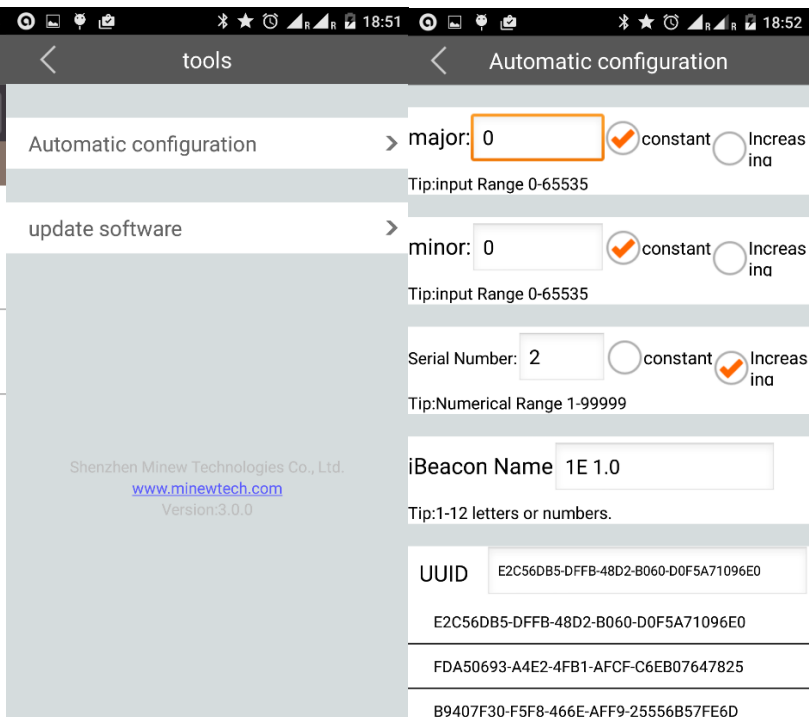 18:51
tools
Automatic configuration
update software
Shenzhen Minew Technologies Co., Ltd.
www.minewtech.com
Version:3.0.0
18:52
Automatic configuration
major: 0 constant Increas
ing
Tip:input Range 0-65535
minor: 0 constant Increas
ing
Tip:input Range 0-65535
Serial Number: 2 constant Increas
ing
Tip:Numerical Range 1-99999
iBeacon Name 1E 1.0
Tip:1-12 letters or numbers.
UUID E2C56DB5-DFFB-48D2-B060-D0F5A71096E0
E2C56DB5-DFFB-48D2-B060-D0F5A71096E0
FDA50693-A4E2-4FB1-AFCF-C6EB07647825
B9407F30-F5F8-466E-AFF9-25556B57FE6D